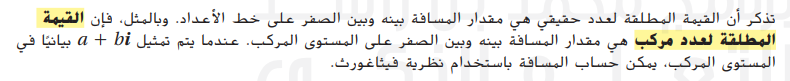 تذكر أن القيمة المطلقة لعدد حقيقي هي مقدار المسافة بينه وبين الصفر على خط الأعداد. وبالمثل، فإن القيمة
المطلقة لعدد مركب هي مقدار المسافة بينه وبين الصفر على المستوى المركب. عندما يتم تمثيل a + bi بيانيًا في
المستوى المركب، يمكن حساب المسافة باستخدام نظرية فيثاغورث.